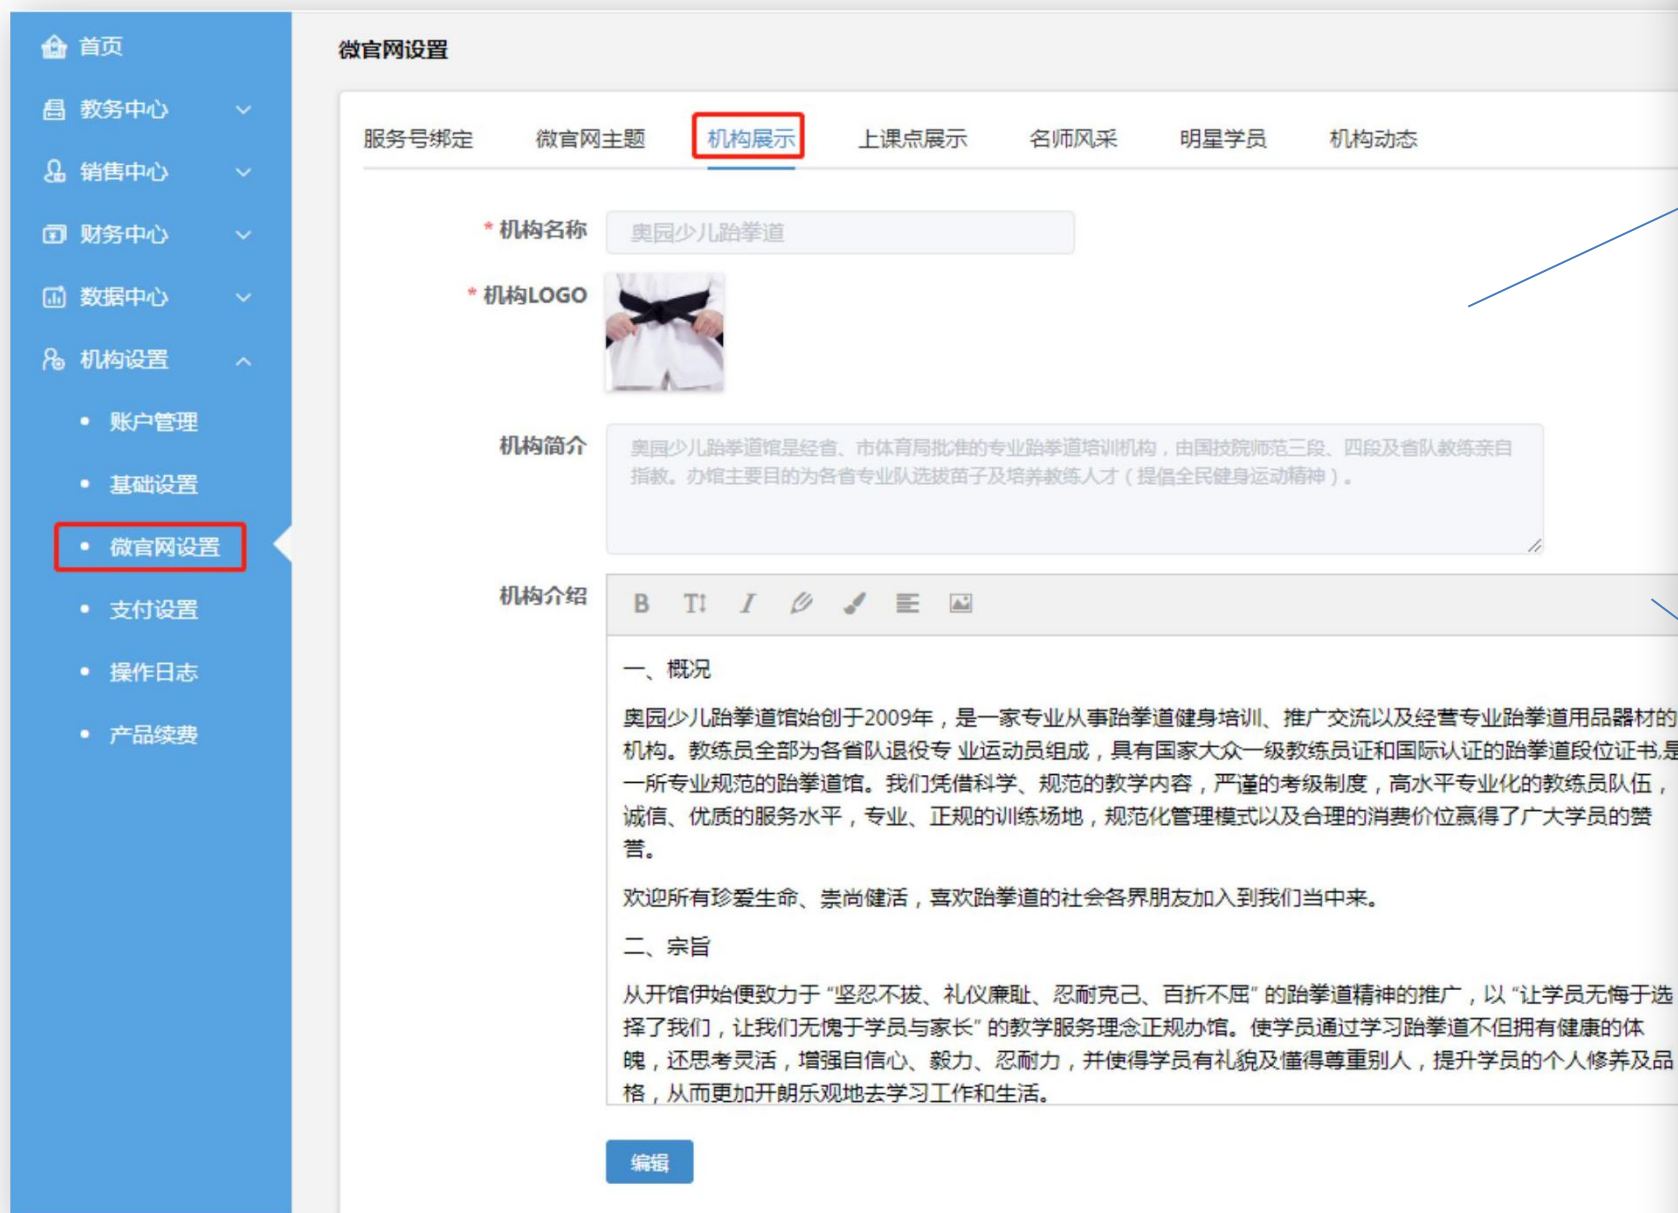 首页
教务中心
销售中心
财务中心
数据中心
机构设置
账户管理
基础设置
微官网设置
支付设置
操作日志
产品续费
微官网设置
服务号绑定 微官网主题 机构展示 上课点展示 名师风采 明星学员 机构动态
* 机构名称 奥园少儿跆拳道
* 机构LOGO
机构简介 奥园少儿跆拳道馆是经省、市体育局批准的专业跆拳道培训机构，由国技院师范三段、四段及省队教练亲自
指教。办馆主要目的为各省专业队选拔苗子及培养教练人才（提倡全民健身运动精神）。
机构介绍 B T I
一、概况
奥园少儿跆拳道馆始创于2009年，是一家专业从事跆拳道健身培训、推广交流以及经营专业跆拳道用品器材的
机构。教练员全部为各省队退役专 业运动员组成，具有国家大众一级教练员证和国际认证的跆拳道段位证书,是
一所专业规范的跆拳道馆。我们凭借科学、规范的教学内容，严谨的考级制度，高水平专业化的教练员队伍，
诚信、优质的服务水平，专业、正规的训练场地，规范化管理模式以及合理的消费价位赢得了广大学员的赞
誉。
欢迎所有珍爱生命、崇尚健活，喜欢跆拳道的社会各界朋友加入到我们当中来。
二、宗旨
从开馆伊始便致力于 “坚忍不拔、礼仪廉耻、忍耐克己、百折不屈” 的跆拳道精神的推广，以 “让学员无悔于选
择了我们，让我们无愧于学员与家长” 的教学服务理念正规办馆。使学员通过学习跆拳道不但拥有健康的体
魄，还思考灵活，增强自信心、毅力、忍耐力，并使得学员有礼貌及懂得尊重别人，提升学员的个人修养及品
格，从而更加开朗乐观地去学习工作和生活。
编辑